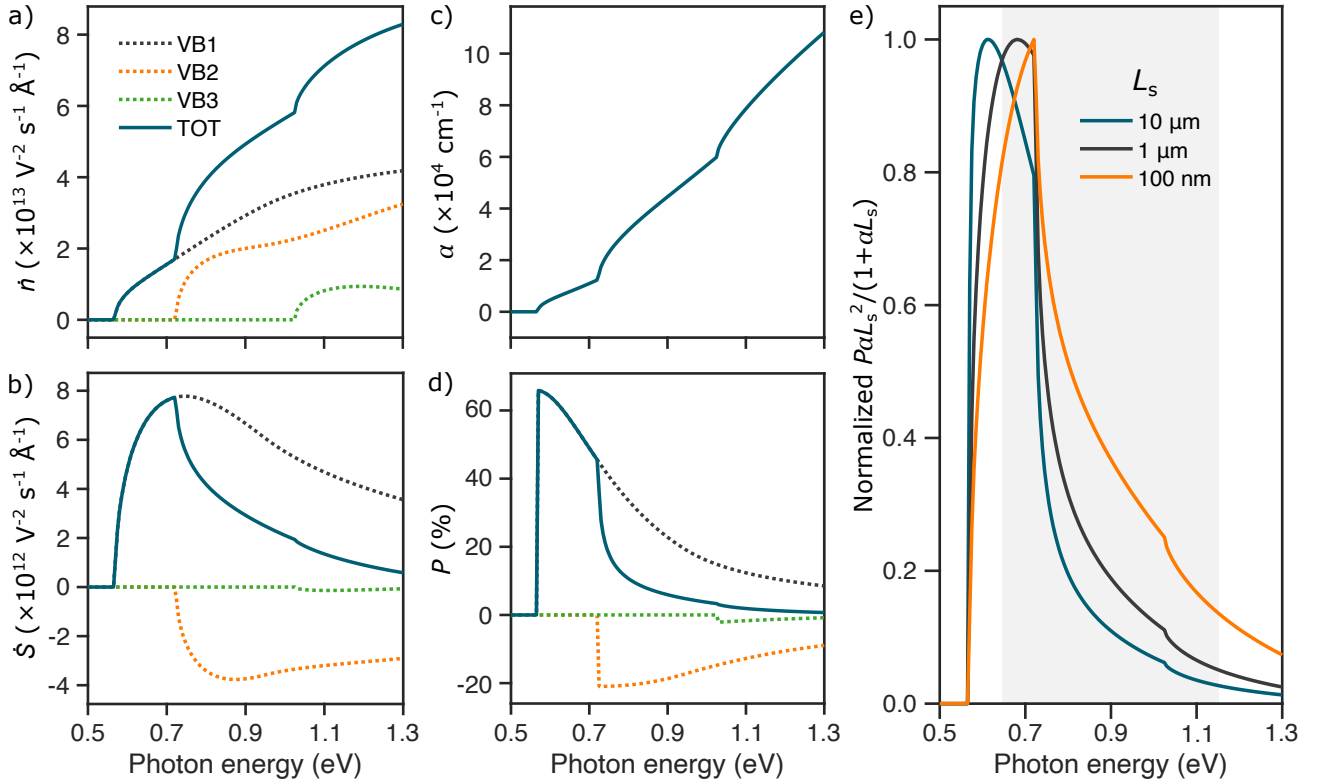 a)
ṅ (×10¹³ V⁻² s⁻¹ Å⁻¹)
8
6
4
2
0
VB1
VB2
VB3
TOT
b)
Ṡ (×10¹² V⁻² s⁻¹ Å⁻¹)
8
6
4
2
0
-2
-4
0.5 0.7 0.9 1.1 1.3
Photon energy (eV)
c)
α (×10⁴ cm⁻¹)
10
8
6
4
2
0
d)
P (%)
60
40
20
0
-20
0.5 0.7 0.9 1.1 1.3
Photon energy (eV)
e)
Normalized PαLₛ²/(1+αLₛ)
1.0
0.8
0.6
0.4
0.2
0.0
Lₛ
10 µm
1 µm
100 nm
0.5 0.7 0.9 1.1 1.3
Photon energy (eV)